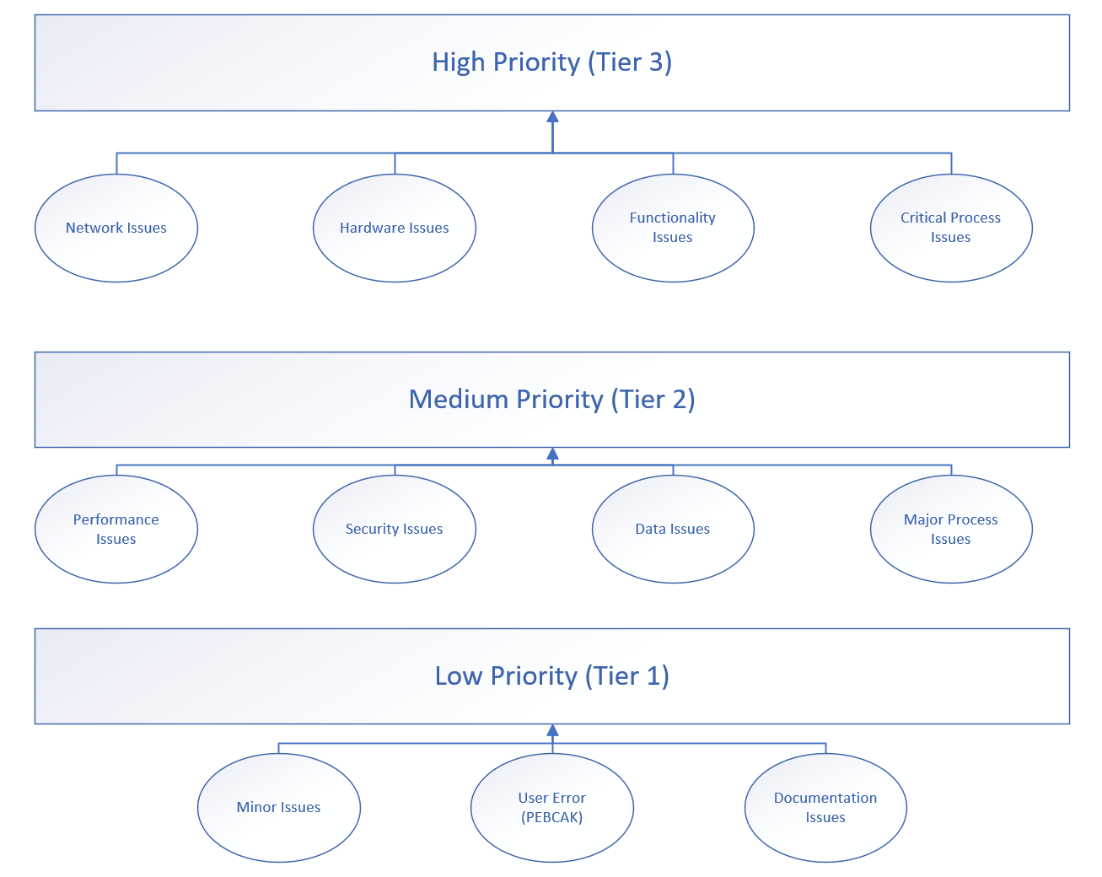 High Priority (Tier 3)
Network Issues
Hardware Issues
Functionality
Issues
Critical Process
Issues
Medium Priority (Tier 2)
Performance
Issues
Security Issues
Data Issues
Major Process
Issues
Low Priority (Tier 1)
Minor Issues
User Error
(PEBCAK)
Documentation
Issues